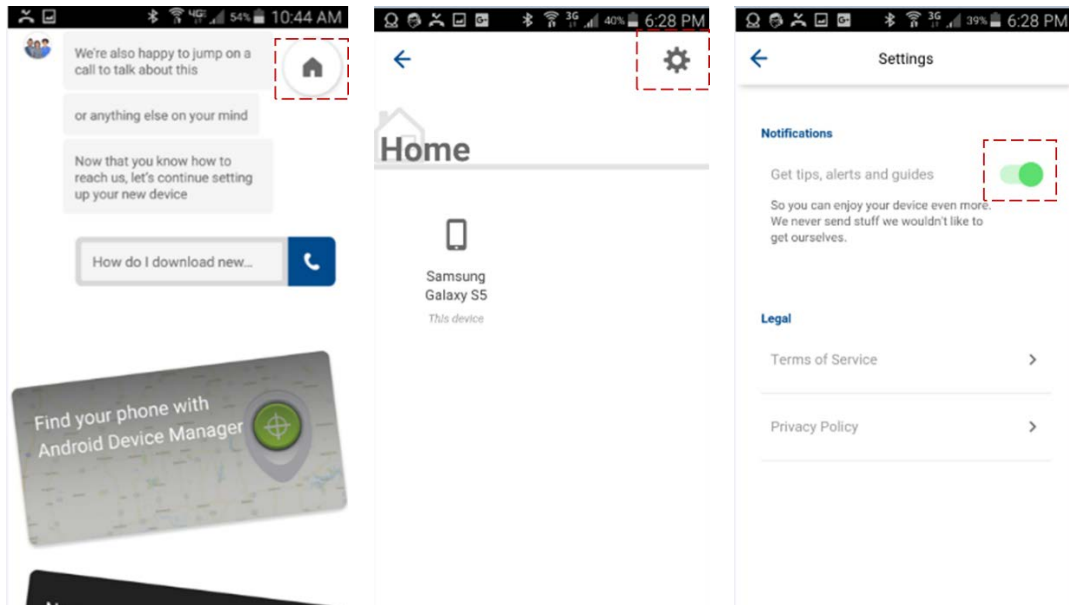 4G 54% 10:44 AM
We're also happy to jump on a
call to talk about this
or anything else on your mind
Now that you know how to
reach us, let's continue setting
up your new device
How do I download new...
Find your phone with
Android Device Manager
G+ 3G 40% 6:28 PM
Home
Samsung
Galaxy S5
This device
G+ 3G 39% 6:28 PM
Settings
Notifications
Get tips, alerts and guides
So you can enjoy your device even more.
We never send stuff we wouldn't like to
get ourselves.
Legal
Terms of Service
Privacy Policy